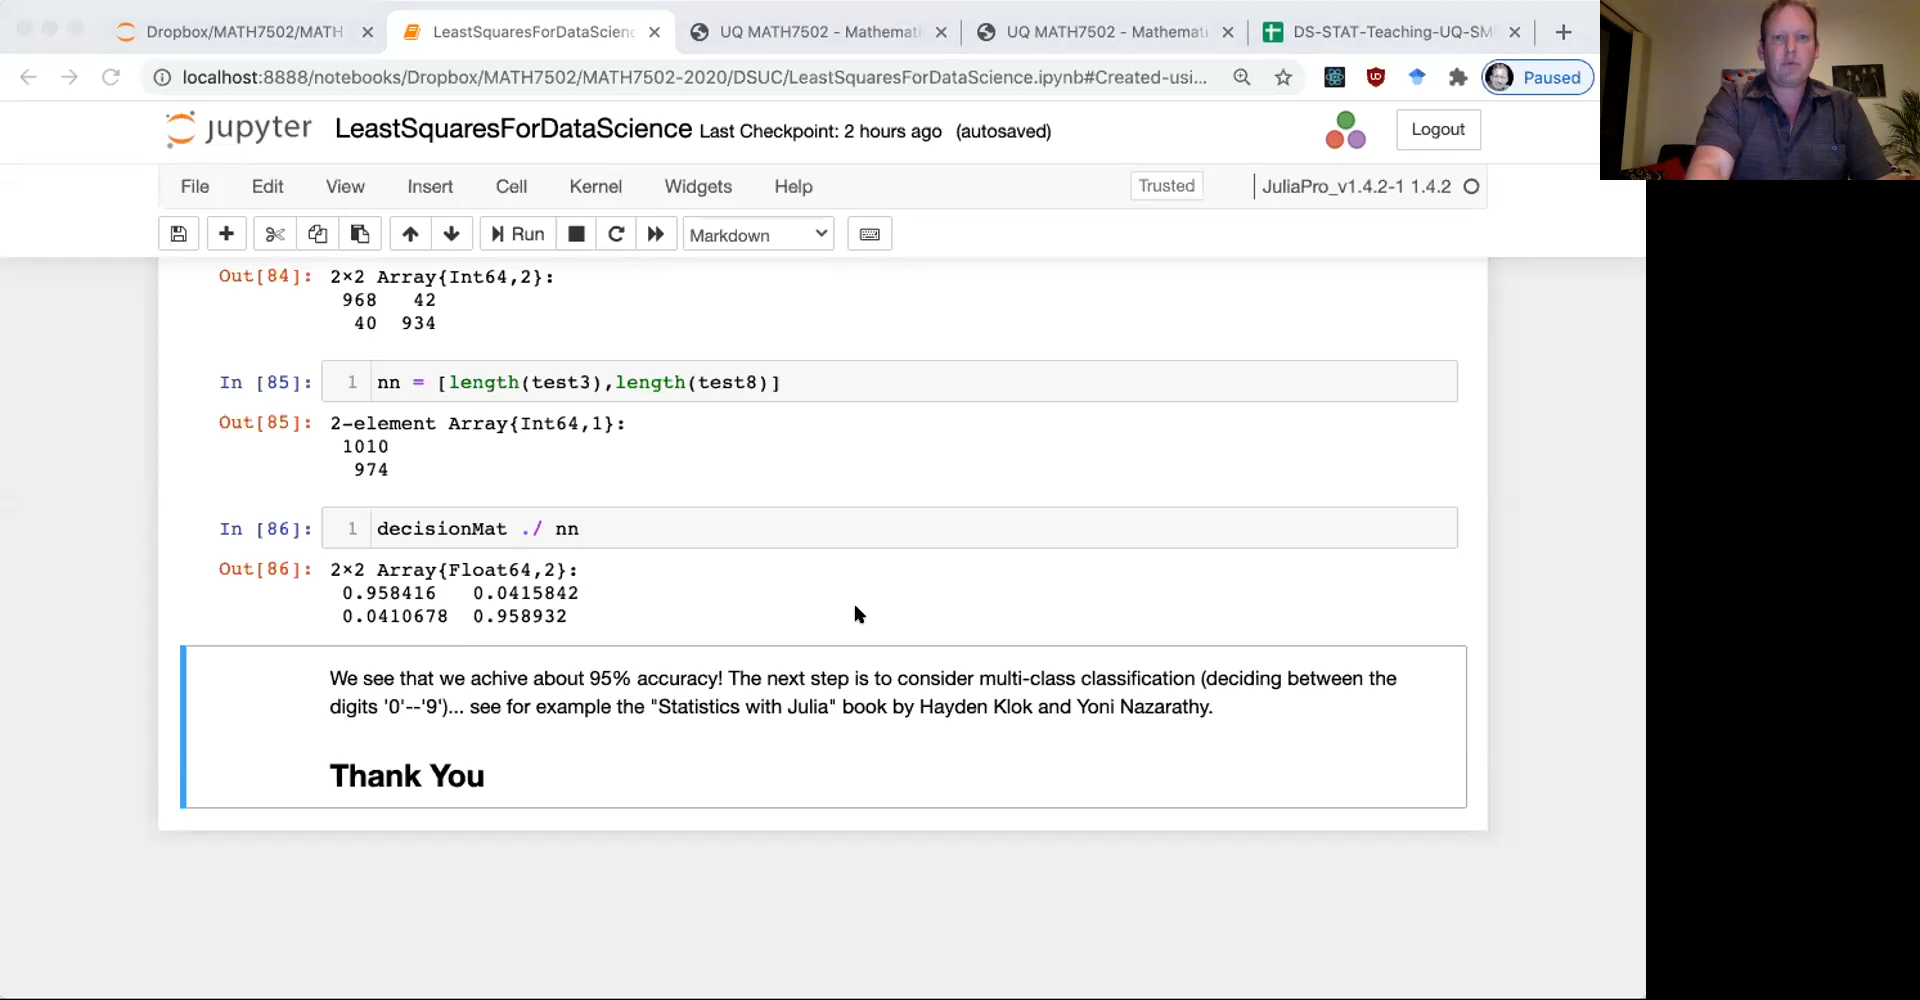 Dropbox/MATH7502/MATH
LeastSquaresForDataScienc
UQ MATH7502 - Mathemati
UQ MATH7502 - Mathemati
DS-STAT-Teaching-UQ-SM
localhost:8888/notebooks/Dropbox/MATH7502/MATH7502-2020/DSUC/LeastSquaresForDataScience.ipynb#Created-usi...
Paused
jupyter LeastSquaresForDataScience Last Checkpoint: 2 hours ago (autosaved)
Logout
File Edit View Insert Cell Kernel Widgets Help
Trusted
JuliaPro_v1.4.2-1 1.4.2
Run
Markdown
Out[84]: 2×2 Array{Int64,2}:
968 42
40 934
In [85]: 1 nn = [length(test3),length(test8)]
Out[85]: 2-element Array{Int64,1}:
1010
974
In [86]: 1 decisionMat ./ nn
Out[86]: 2×2 Array{Float64,2}:
0.958416 0.0415842
0.0410678 0.958932
We see that we achive about 95% accuracy! The next step is to consider multi-class classification (deciding between the
digits '0'--'9')... see for example the "Statistics with Julia" book by Hayden Klok and Yoni Nazarathy.
Thank You